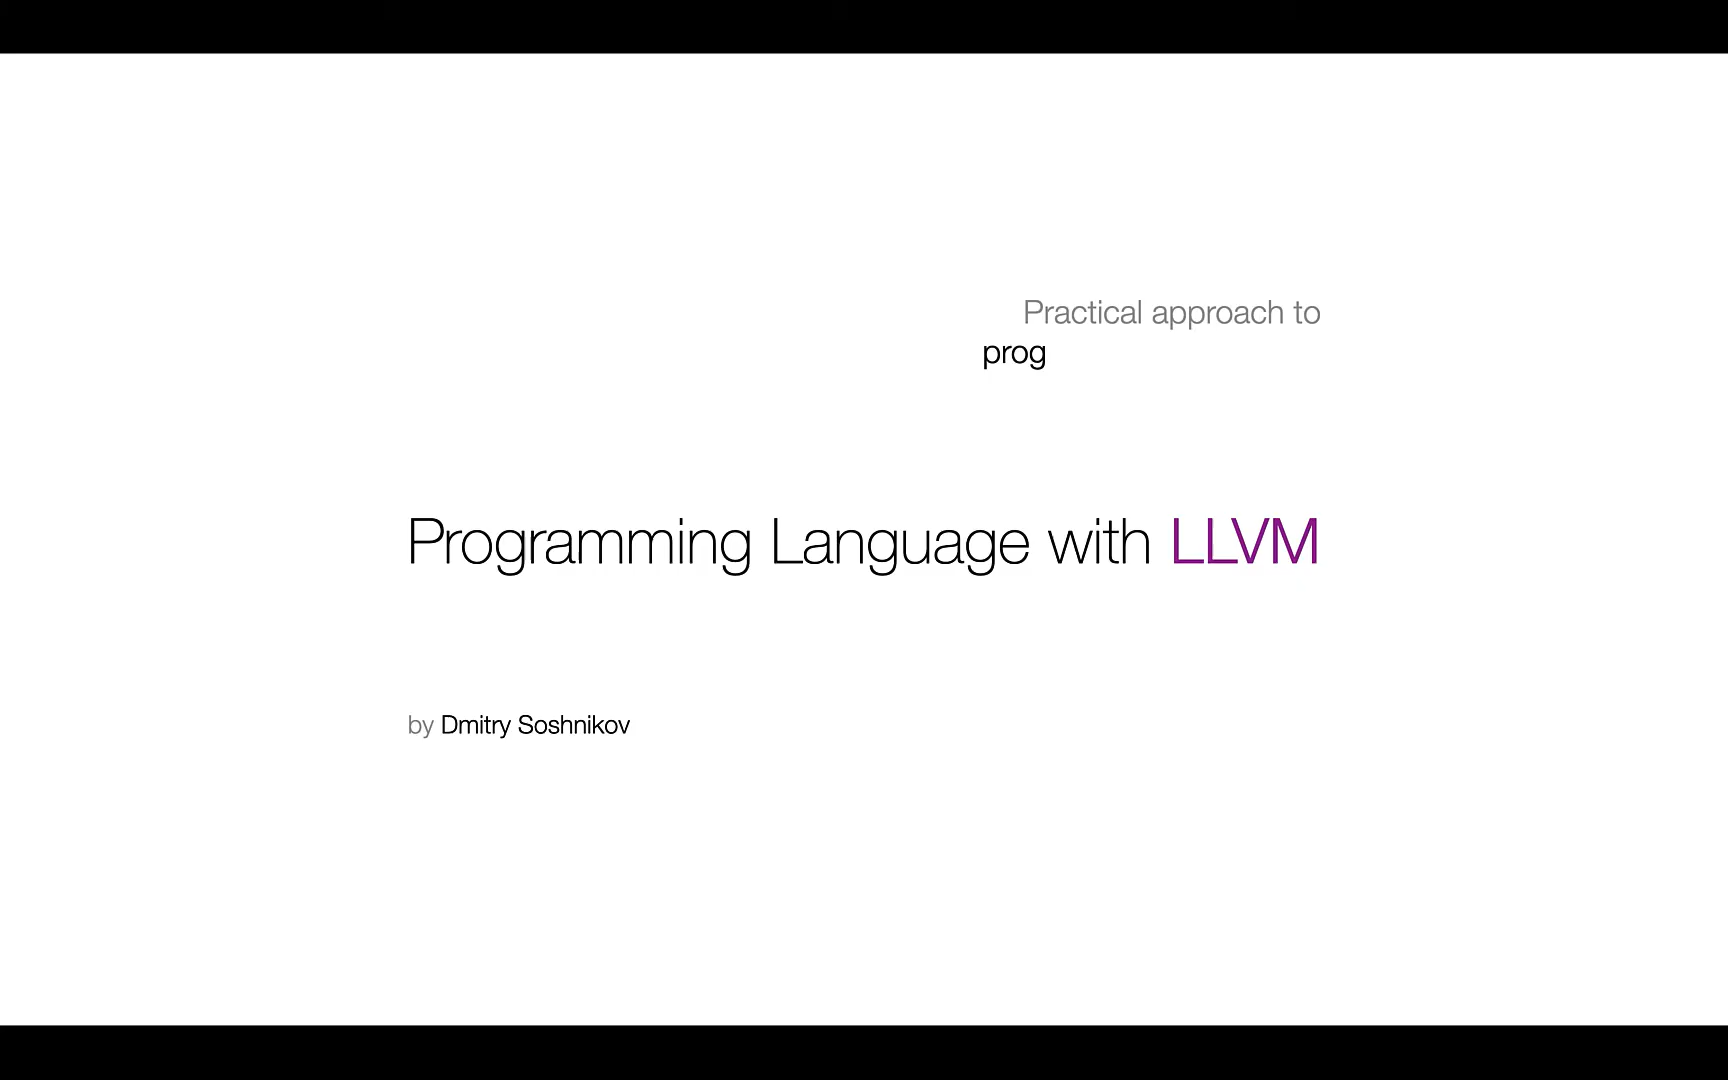 Practical approach to
prog
Programming Language with LLVM
by Dmitry Soshnikov